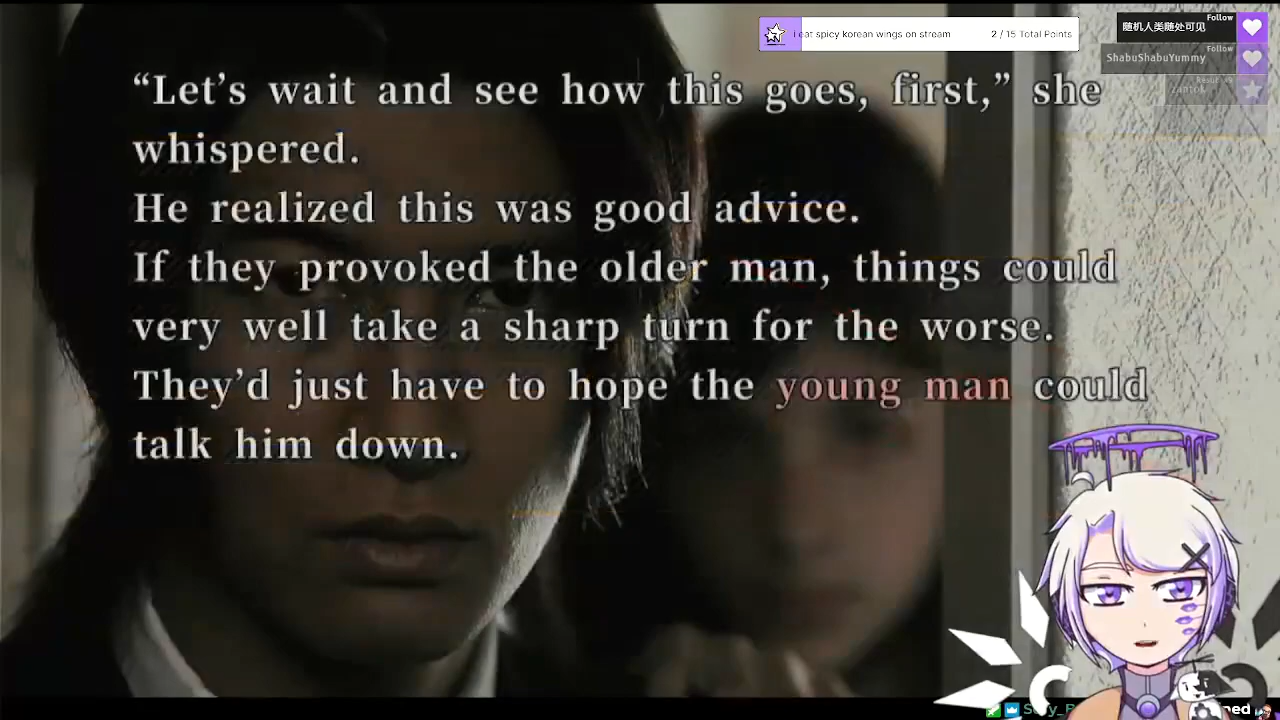 i eat spicy korean wings on stream 2 / 15 Total Points
Follow
随机人类随处可见
Follow
ShabuShabuYummy
zantok
“Let’s wait and see how this goes, first,” she
whispered.
He realized this was good advice.
If they provoked the older man, things could
very well take a sharp turn for the worse.
They’d just have to hope the young man could
talk him down.